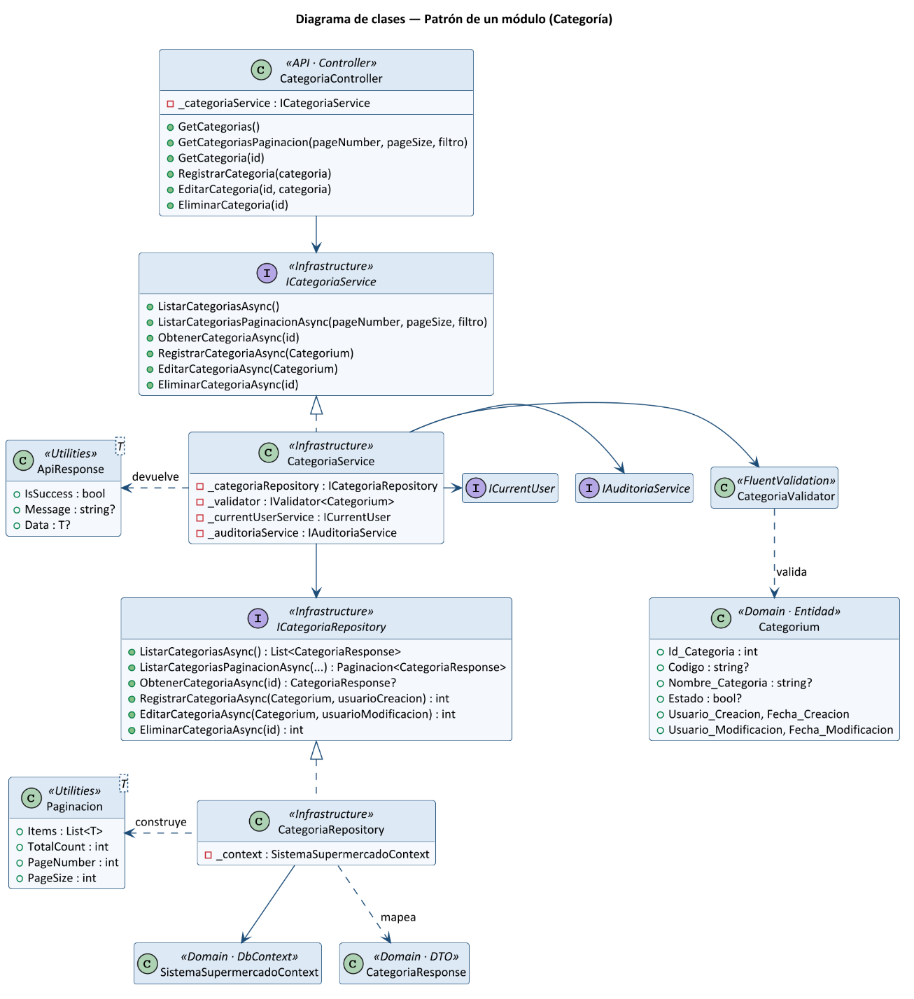 Diagrama de clases — Patrón de un módulo (Categoría)
C
«API · Controller»
CategoriaController
_categoriaService : ICategoriaService
GetCategorias()
GetCategoriasPaginacion(pageNumber, pageSize, filtro)
GetCategoria(id)
RegistrarCategoria(categoria)
EditarCategoria(id, categoria)
EliminarCategoria(id)
I
«Infrastructure»
ICategoriaService
ListarCategoriasAsync()
ListarCategoriasPaginacionAsync(pageNumber, pageSize, filtro)
ObtenerCategoriaAsync(id)
RegistrarCategoriaAsync(Categorium)
EditarCategoriaAsync(Categorium)
EliminarCategoriaAsync(id)
T
C
«Utilities»
ApiResponse
IsSuccess : bool
Message : string?
Data : T?
devuelve
C
«Infrastructure»
CategoriaService
_categoriaRepository : ICategoriaRepository
_validator : IValidator<Categorium>
_currentUserService : ICurrentUser
_auditoriaService : IAuditoriaService
I
ICurrentUser
I
IAuditoriaService
C
«FluentValidation»
CategoriaValidator
valida
I
«Infrastructure»
ICategoriaRepository
ListarCategoriasAsync() : List<CategoriaResponse>
ListarCategoriasPaginacionAsync(...) : Paginacion<CategoriaResponse>
ObtenerCategoriaAsync(id) : CategoriaResponse?
RegistrarCategoriaAsync(Categorium, usuarioCreacion) : int
EditarCategoriaAsync(Categorium, usuarioModificacion) : int
EliminarCategoriaAsync(id) : int
C
«Domain · Entidad»
Categorium
Id_Categoria : int
Codigo : string?
Nombre_Categoria : string?
Estado : bool?
Usuario_Creacion, Fecha_Creacion
Usuario_Modificacion, Fecha_Modificacion
T
C
«Utilities»
Paginacion
Items : List<T>
TotalCount : int
PageNumber : int
PageSize : int
construye
C
«Infrastructure»
CategoriaRepository
_context : SistemaSupermercadoContext
mapea
C
«Domain · DbContext»
SistemaSupermercadoContext
C
«Domain · DTO»
CategoriaResponse